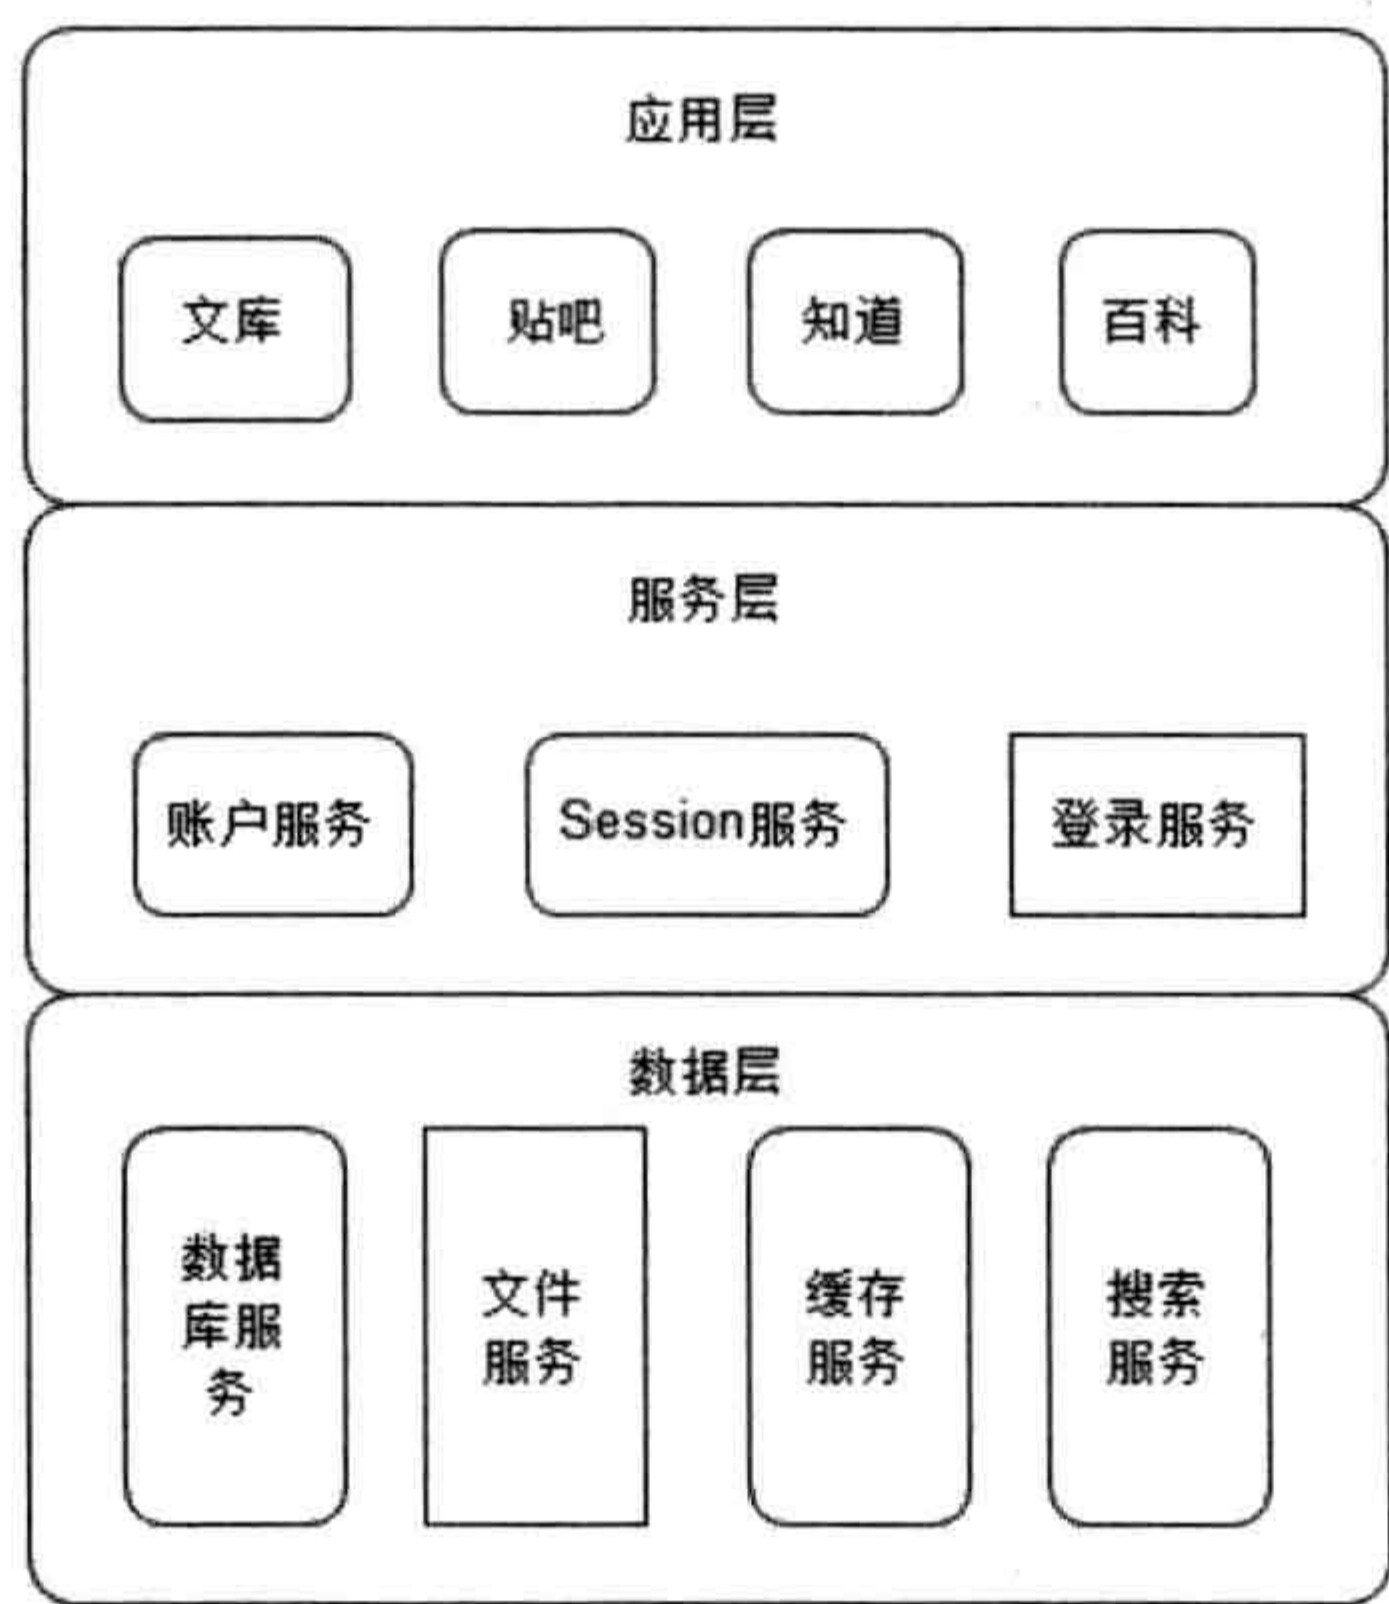 应用层
文库
贴吧
知道
百科
服务层
账户服务
Session服务
登录服务
数据层
数据
库服
务
文件
服务
缓存
服务
搜索
服务